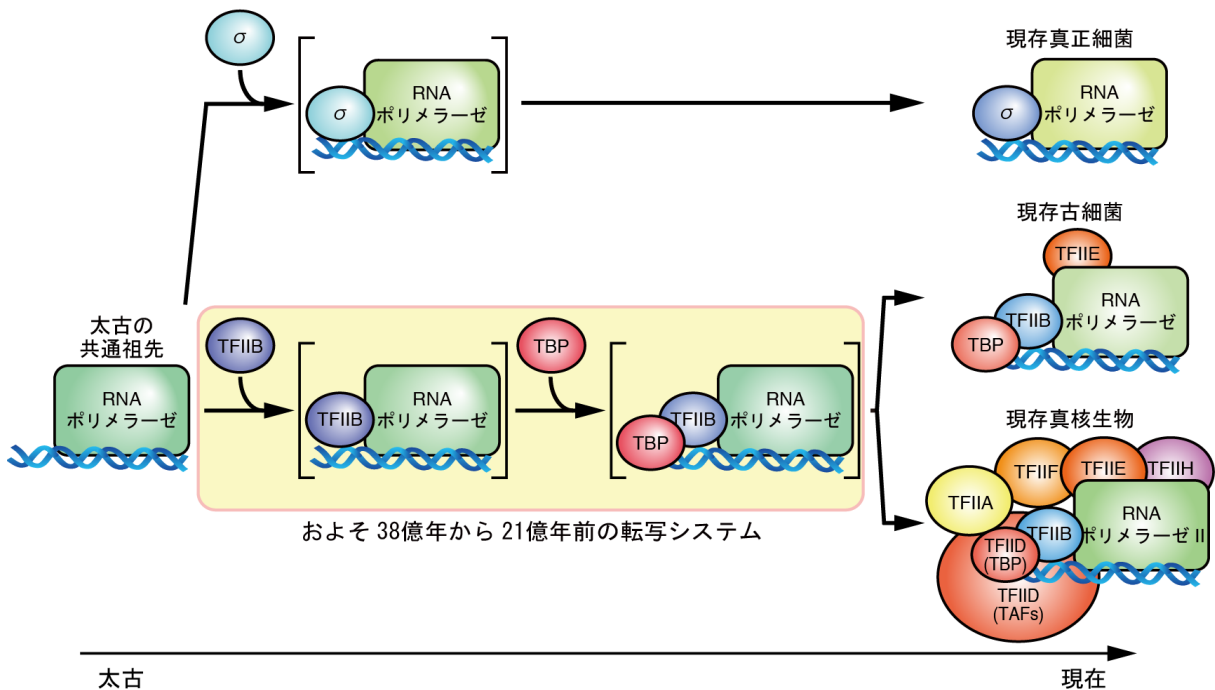 σ
σ
RNA
ポリメラーゼ
現存真正細菌
σ
RNA
ポリメラーゼ
現存古細菌
TFIIE
TBP
TFIIB
RNA
ポリメラーゼ
太古の
共通祖先
RNA
ポリメラーゼ
TFIIB
TFIIB
RNA
ポリメラーゼ
TBP
TBP
TFIIB
RNA
ポリメラーゼ
およそ 38億年から 21億年前の転写システム
現存真核生物
TFIIA
TFIIF
TFIIE
TFIIH
TFIID
(TBP)
TFIIB
RNA
ポリメラーゼ II
TFIID
(TAFs)
太古
現在